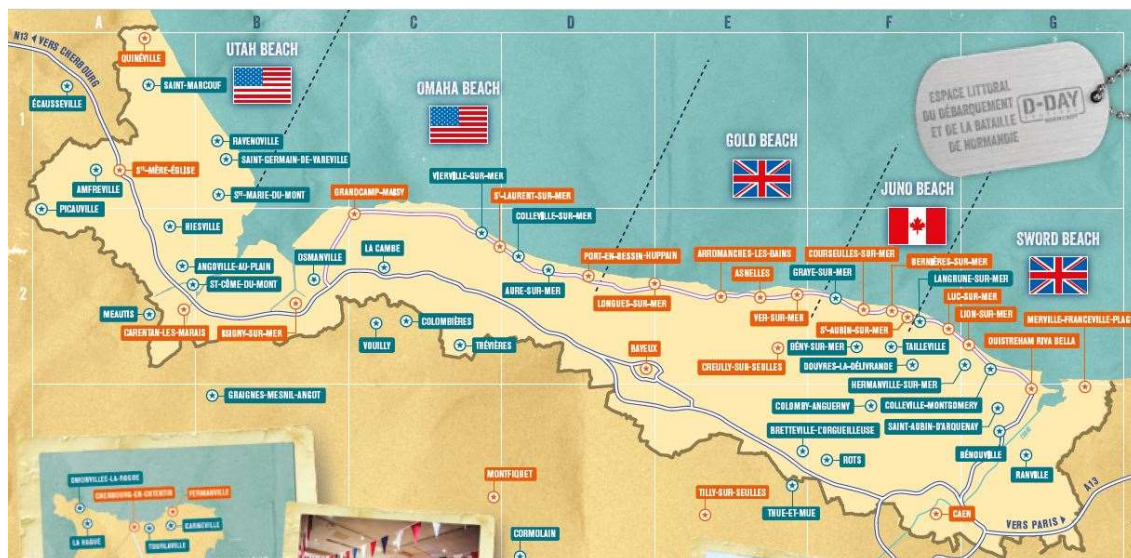 A B C D E F G
N13 ◄ VERS CHERBOURG
QUINÉVILLE
UTAH BEACH
SAINT-MARCOUF
OMAHA BEACH
ÉCAUSSEVILLE
1
ESPACE LITTORAL
DU DÉBARQUEMENT
ET DE LA BATAILLE
DE NORMANDIE
D-DAY
RAVENOVILLE
GOLD BEACH
SAINT-GERMAIN-DE-VAREVILLE
VIERVILLE-SUR-MER
STE-MÈRE-ÉGLISE
AMFREVILLE
GRANDCAMP-MAISY
ST-LAURENT-SUR-MER
JUNO BEACH
STE-MARIE-DU-MONT
PICAUVILLE
COLLEVILLE-SUR-MER
HIESVILLE
SWORD BEACH
LA CAMBE
OSMANVILLE
PORT-EN-BESSIN-HUPPAIN
ARROMANCHES-LES-BAINS
COURSEULLES-SUR-MER
BERNIÈRES-SUR-MER
ANGOVILLE-AU-PLAIN
ASNELLES
GRAYE-SUR-MER
LANGRUNE-SUR-MER
ST-CÔME-DU-MONT
2
AURE-SUR-MER
LUC-SUR-MER
LONGUES-SUR-MER
MEAUTIS
VER-SUR-MER
LION-SUR-MER
CARENTAN-LES-MARAIS
ISIGNY-SUR-MER
COLOMBIÈRES
ST-AUBIN-SUR-MER
MERVILLE-FRANCEVILLE-PLAG
VOUILLY
TRÉVIÈRES
BAYEUX
BÉNY-SUR-MER
TAILLEVILLE
OUISTREHAM RIVA BELLA
CREULLY-SUR-SEULLES
DOUVRES-LA-DÉLIVRANDE
HERMANVILLE-SUR-MER
GRAIGNES-MESNIL-ANGOT
COLOMBY-ANGUERNY
COLLEVILLE-MONTGOMERY
BRETTEVILLE-L'ORGUEILLEUSE
SAINT-AUBIN-D'ARQUENAY
BÉNOUVILLE
ROTS
RANVILLE
MONTFIQUET
TILLY-SUR-SEULLES
THUE-ET-MUE
A13
CAEN
VERS PARIS ►
OMONVILLE-LA-ROGUE
CHERBOURG-EN-COTENTIN
FERMANVILLE
CARNEVILLE
LA HAGUE
TOURLAVILLE
CORMOLAIN